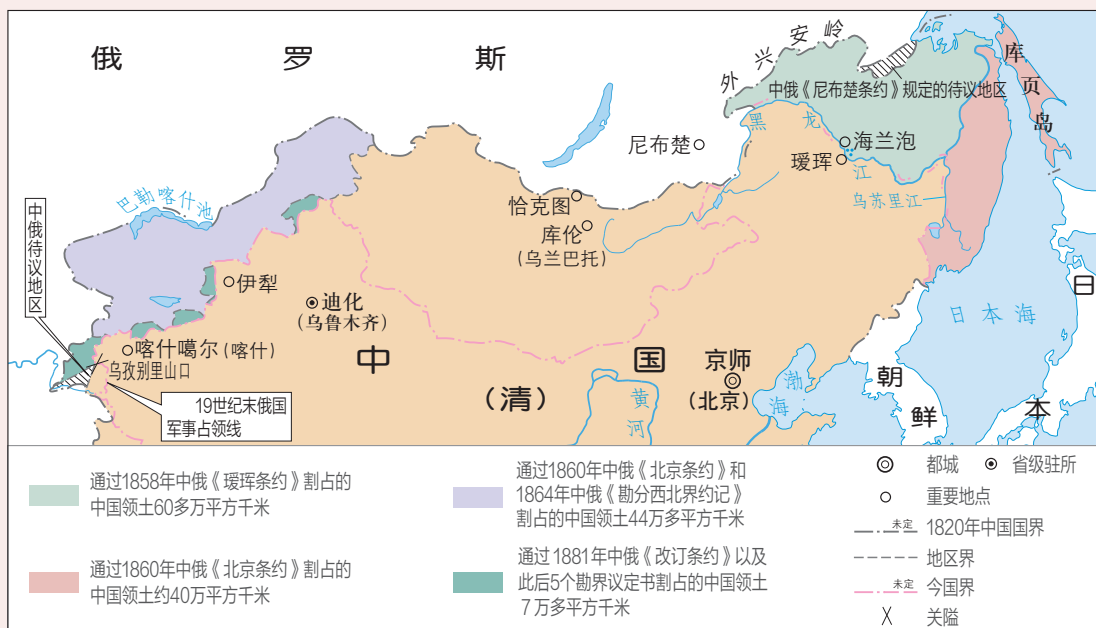 俄罗斯
外兴安岭
库页岛
中俄《尼布楚条约》规定的待议地区
黑龙江
海兰泡
瑷珲
尼布楚
乌苏里江
恰克图
库伦
(乌兰巴托)
巴勒喀什池
中俄待议地区
伊犁
迪化
(乌鲁木齐)
喀什噶尔(喀什)
乌孜别里山口
19世纪末俄国
军事占领线
中国
(清)
京师
(北京)
黄河
渤海
朝鲜
日本海
日本
通过1858年中俄《瑷珲条约》割占的
中国领土60多万平方千米
通过1860年中俄《北京条约》割占的
中国领土约40万平方千米
通过1860年中俄《北京条约》和
1864年中俄《勘分西北界约记》
割占的中国领土44万多平方千米
通过1881年中俄《改订条约》以及
此后5个勘界议定书割占的中国领土
7万多平方千米
都城
省级驻所
重要地点
未定
1820年中国国界
地区界
未定
今国界
关隘